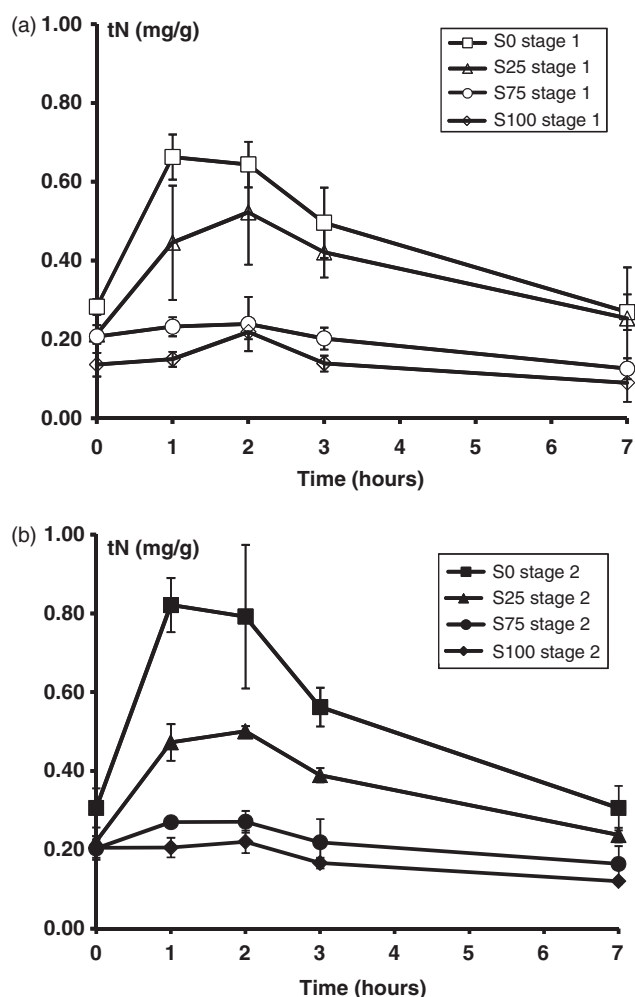 (a)
tN (mg/g)
1.00
0.80
0.60
0.40
0.20
0.00
S0 stage 1
S25 stage 1
S75 stage 1
S100 stage 1
0 1 2 3 4 5 6 7
Time (hours)
(b)
tN (mg/g)
1.00
0.80
0.60
0.40
0.20
0.00
S0 stage 2
S25 stage 2
S75 stage 2
S100 stage 2
0 1 2 3 4 5 6 7
Time (hours)